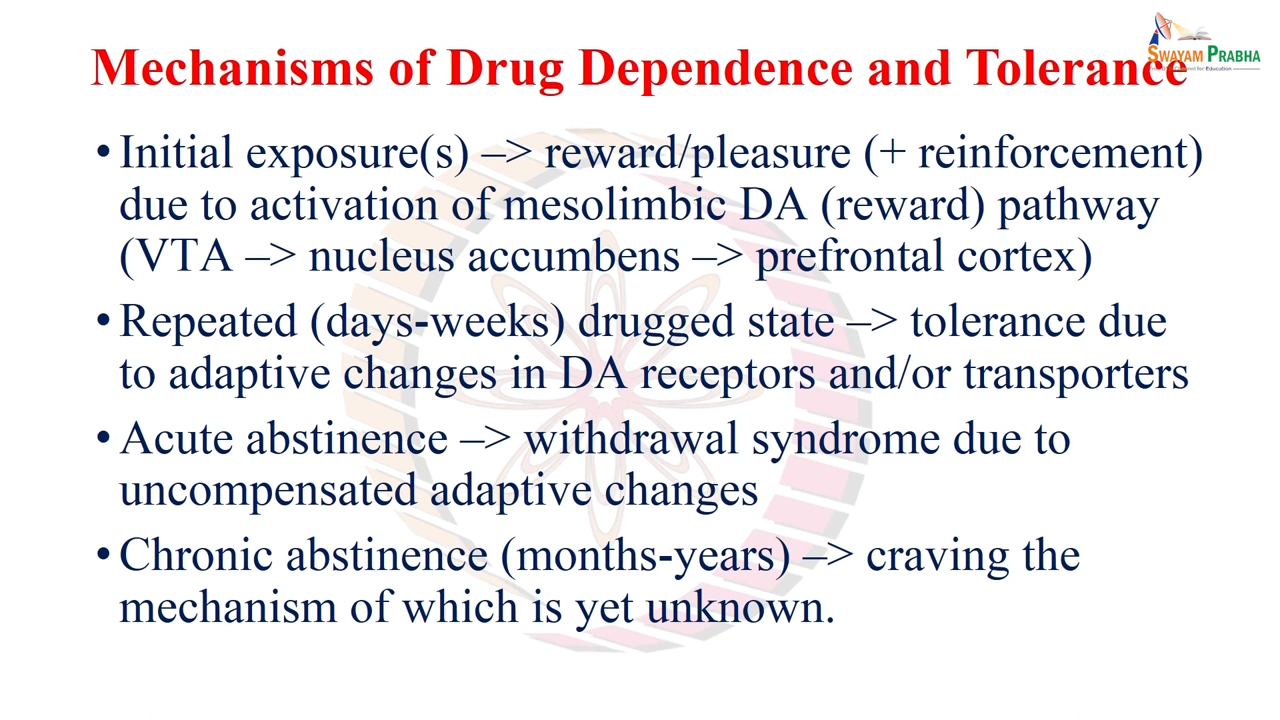 SWAYAM PRABHA
Mechanisms of Drug Dependence and Tolerance
• Initial exposure(s) –> reward/pleasure (+ reinforcement)
due to activation of mesolimbic DA (reward) pathway
(VTA –> nucleus accumbens –> prefrontal cortex)
• Repeated (days-weeks) drugged state –> tolerance due
to adaptive changes in DA receptors and/or transporters
• Acute abstinence –> withdrawal syndrome due to
uncompensated adaptive changes
• Chronic abstinence (months-years) –> craving the
mechanism of which is yet unknown.